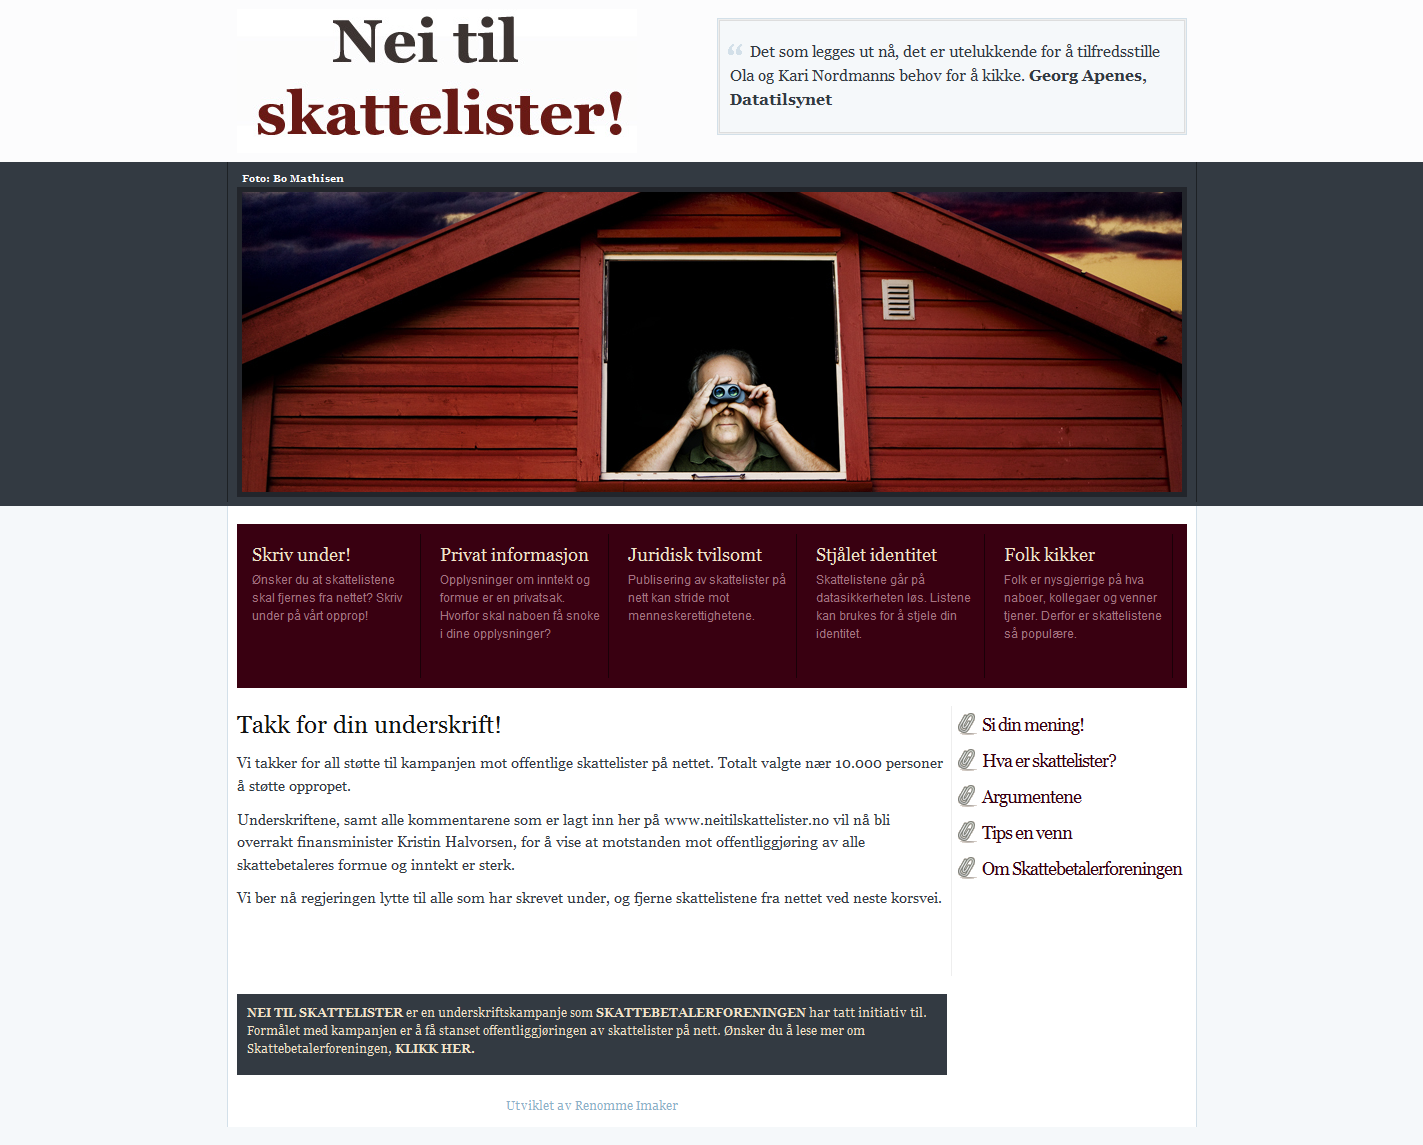 Nei til
skattelister!
“ Det som legges ut nå, det er utelukkende for å tilfredsstille
Ola og Kari Nordmanns behov for å kikke. Georg Apenes,
Datatilsynet
Foto: Bo Mathisen
Skriv under!
Ønsker du at skattelistene
skal fjernes fra nettet? Skriv
under på vårt opprop!
Privat informasjon
Opplysninger om inntekt og
formue er en privatsak.
Hvorfor skal naboen få snoke
i dine opplysninger?
Juridisk tvilsomt
Publisering av skattelister på
nett kan stride mot
menneskerettighetene.
Stjålet identitet
Skattelistene går på
datasikkerheten løs. Listene
kan brukes for å stjele din
identitet.
Folk kikker
Folk er nysgjerrige på hva
naboer, kollegaer og venner
tjener. Derfor er skattelistene
så populære.
Takk for din underskrift!
Vi takker for all støtte til kampanjen mot offentlige skattelister på nettet. Totalt valgte nær 10.000 personer
å støtte oppropet.
Underskriftene, samt alle kommentarene som er lagt inn her på www.neitilskattelister.no vil nå bli
overrakt finansminister Kristin Halvorsen, for å vise at motstanden mot offentliggjøring av alle
skattebetaleres formue og inntekt er sterk.
Vi ber nå regjeringen lytte til alle som har skrevet under, og fjerne skattelistene fra nettet ved neste korsvei.
Si din mening!
Hva er skattelister?
Argumentene
Tips en venn
Om Skattebetalerforeningen
NEI TIL SKATTELISTER er en underskriftskampanje som SKATTEBETALERFORENINGEN har tatt initiativ til.
Formålet med kampanjen er å få stanset offentliggjøringen av skattelister på nett. Ønsker du å lese mer om
Skattebetalerforeningen, KLIKK HER.
Utviklet av Renomme Imaker